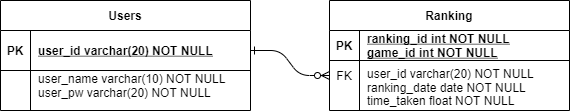 Users
PK
user_id varchar(20) NOT NULL
user_name varchar(10) NOT NULL
user_pw varchar(20) NOT NULL
Ranking
PK
ranking_id int NOT NULL
game_id int NOT NULL
FK
user_id varchar(20) NOT NULL
ranking_date date NOT NULL
time_taken float NOT NULL